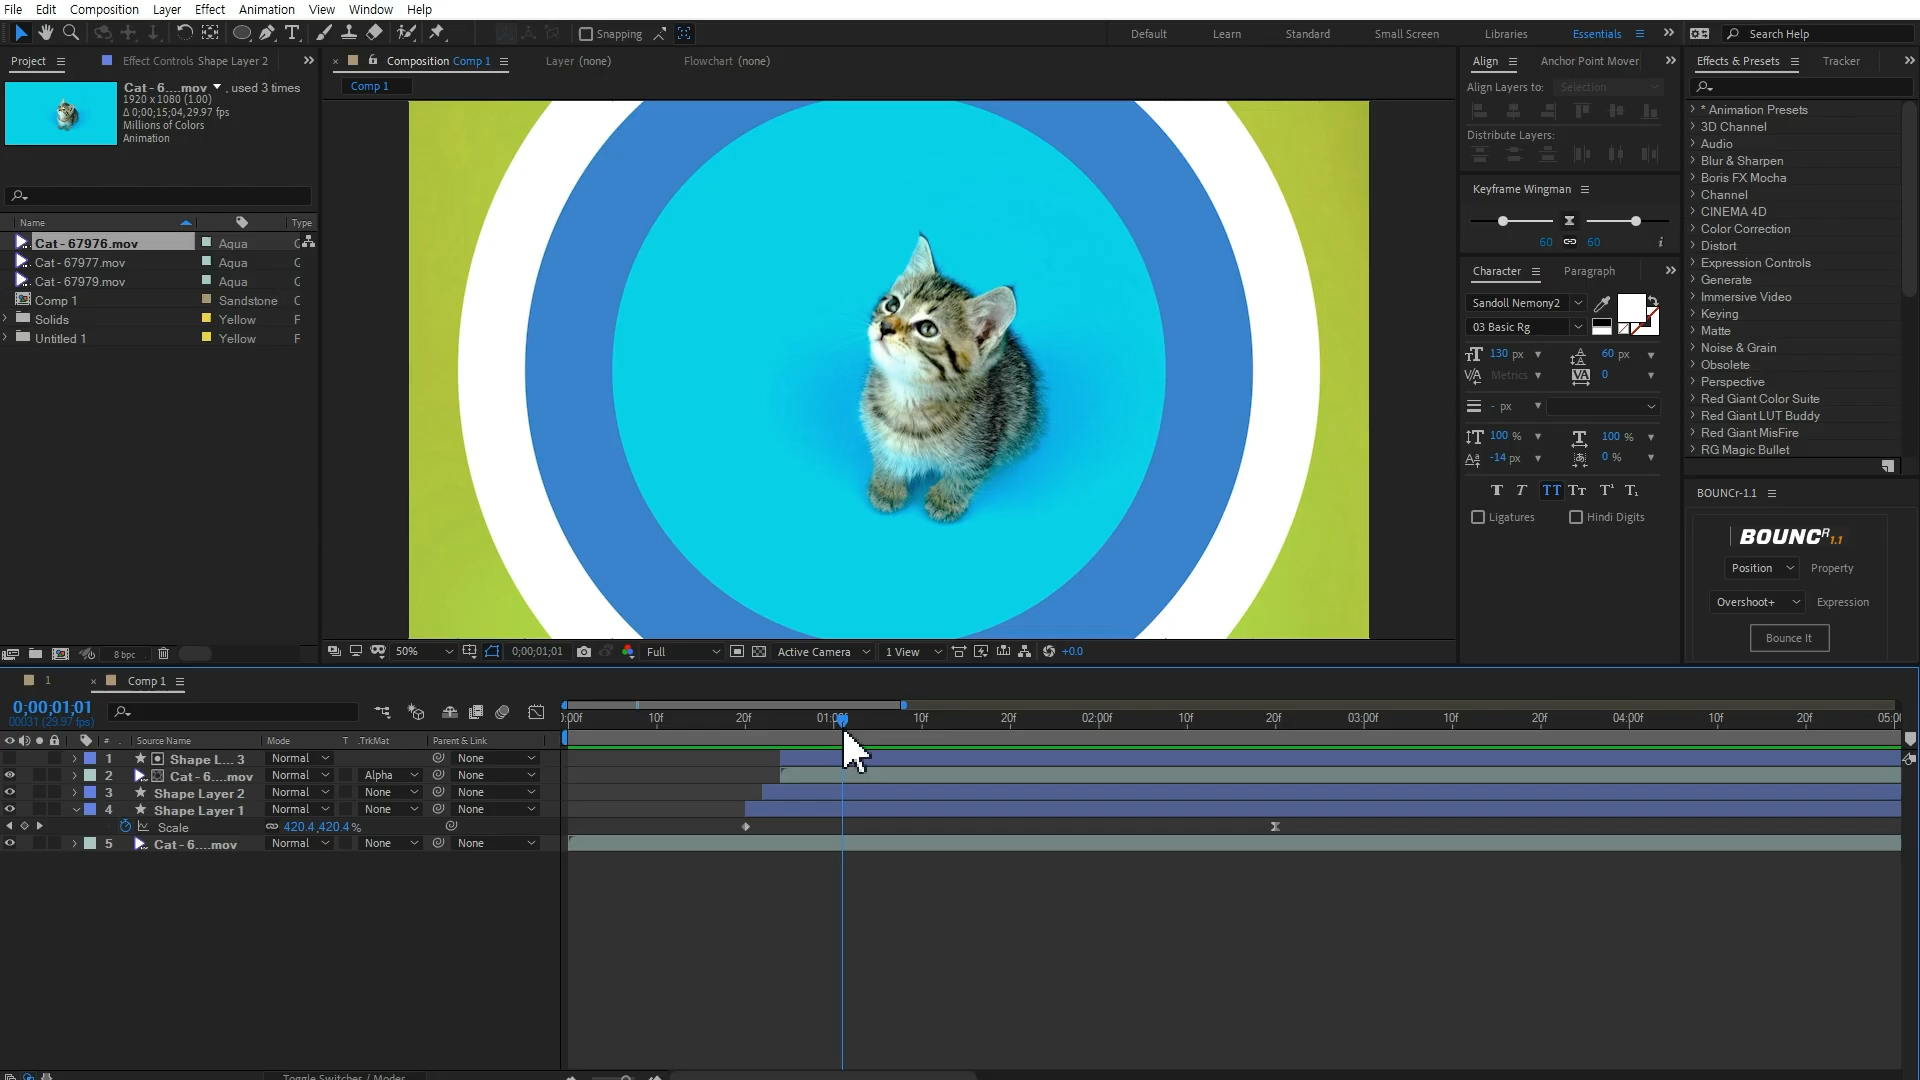 File Edit Composition Layer Effect Animation View Window Help
Snapping
Default Learn Standard Small Screen Libraries Essentials Search Help
Project Effect Controls Shape Layer 2
Composition Comp 1 Layer (none) Flowchart (none)
Comp 1
Cat - 6....mov , used 3 times
1920 x 1080 (1.00)
Δ 0;00;15;04, 29.97 fps
Millions of Colors
Animation
Name Type
Cat - 67976.mov Aqua
Cat - 67977.mov Aqua
Cat - 67979.mov Aqua
Comp 1 Sandstone
Solids Yellow F
Untitled 1 Yellow F
8 bpc
50% 0;00;01;01 Full Active Camera 1 View +0.0
Align Anchor Point Mover
Align Layers to: Selection
Distribute Layers:
Keyframe Wingman
60 60
Character Paragraph
Sandoll Nemony2
03 Basic Rg
130 px 60 px
Metrics 0
- px
100 % 100 %
-14 px 0 %
Ligatures Hindi Digits
Effects & Presets Tracker
* Animation Presets
3D Channel
Audio
Blur & Sharpen
Boris FX Mocha
Channel
CINEMA 4D
Color Correction
Distort
Expression Controls
Generate
Immersive Video
Keying
Matte
Noise & Grain
Obsolete
Perspective
Red Giant Color Suite
Red Giant LUT Buddy
Red Giant MisFire
RG Magic Bullet
BOUNCr-1.1
BOUNCR 1.1
Position Property
Overshoot+ Expression
Bounce It
1 Comp 1
0;00;01;01
00031 (29.97 fps)
:00f 10f 20f 01:00f 10f 20f 02:00f 10f 20f 03:00f 10f 20f 04:00f 10f 20f 05:0
# Source Name Mode T .TrkMat Parent & Link
1 Shape L... 3 Normal None
2 Cat - 6....mov Normal Alpha None
3 Shape Layer 2 Normal None None
4 Shape Layer 1 Normal None None
Scale 420.4,420.4%
5 Cat - 6....mov Normal None None
Toggle Switches / Modes